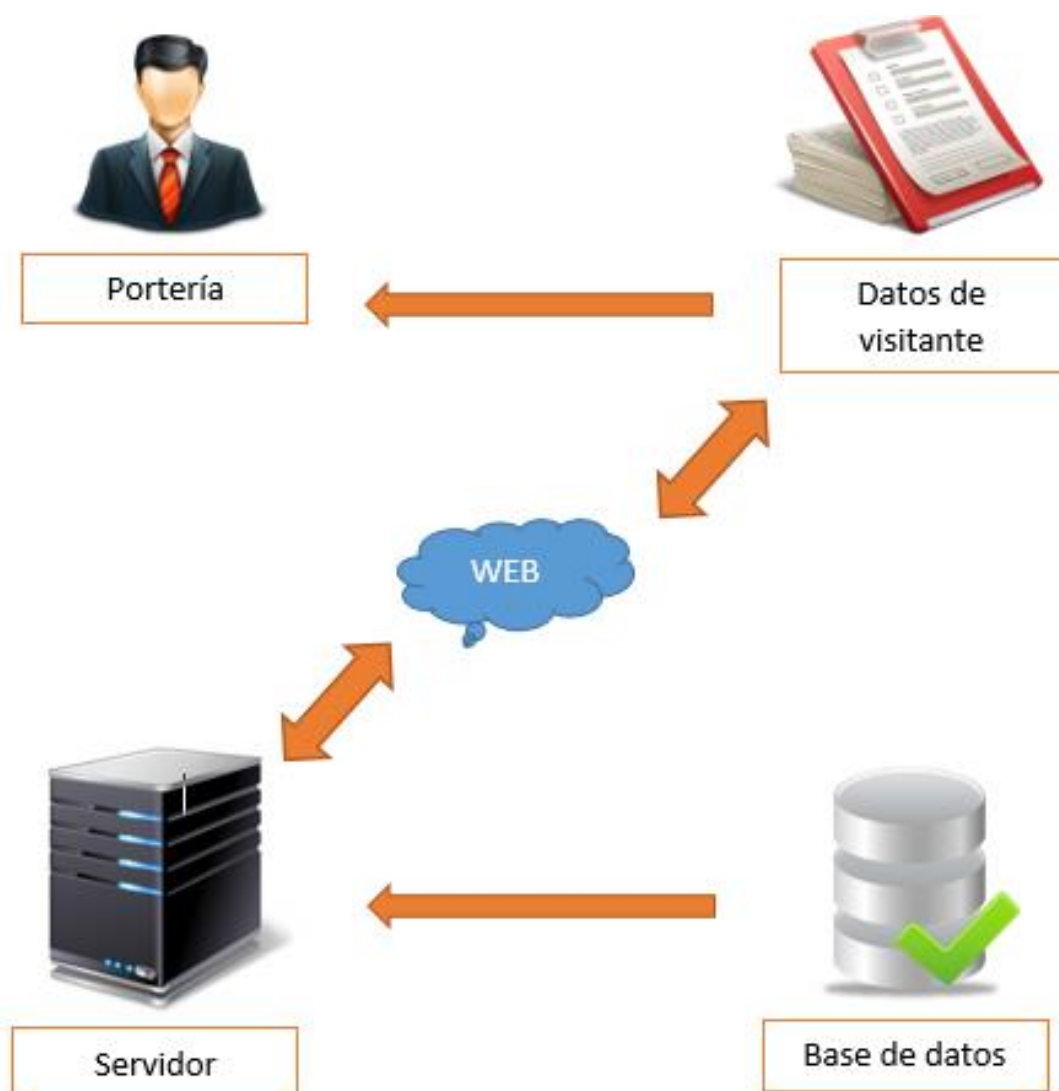 Portería
Datos de
visitante
WEB
Servidor
Base de datos